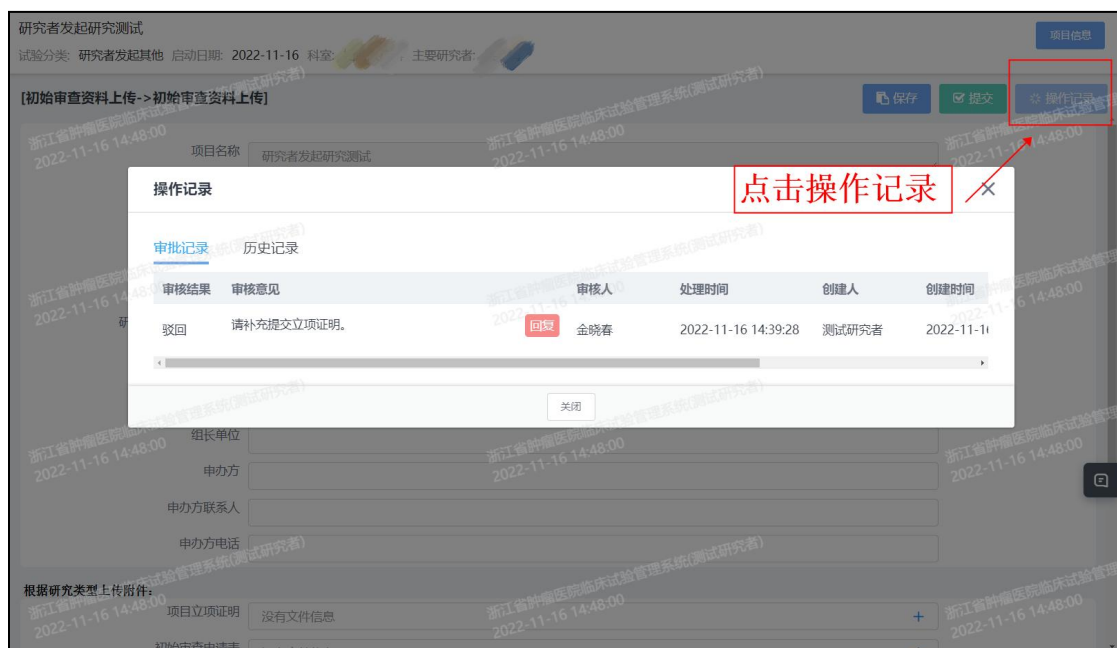 研究者发起研究测试
项目信息
试验分类: 研究者发起其他 启动日期: 2022-11-16 科室: 主要研究者:
[初始审查资料上传->初始审查资料上传]
保存 提交 操作记录
项目名称 研究者发起研究测试
点击操作记录
操作记录
审批记录 历史记录
审核结果 审核意见 审核人 处理时间 创建人 创建时间
驳回 请补充提交立项证明。 回复 金晓春 2022-11-16 14:39:28 测试研究者 2022-11-1
关闭
组长单位
申办方
申办方联系人
申办方电话
根据研究类型上传附件:
项目立项证明 没有文件信息
初始审查申请表
浙江省肿瘤医院临床试验管理系统(测试研究者)
2022-11-16 14:48:00